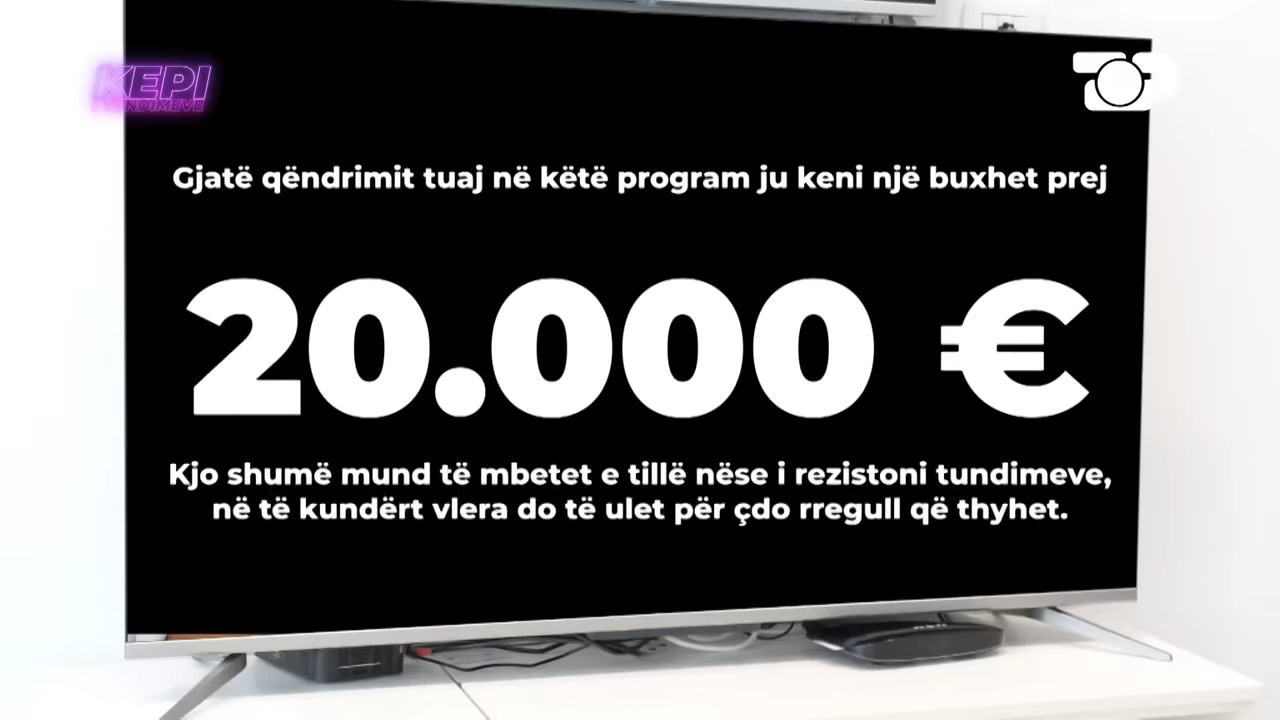 KEPI
TUNDIMEVE
Gjatë qëndrimit tuaj në këtë program ju keni një buxhet prej
20.000 €
Kjo shumë mund të mbetet e tillë nëse i rezistoni tundimeve,
në të kundërt vlera do të ulet për çdo rregull që thyhet.